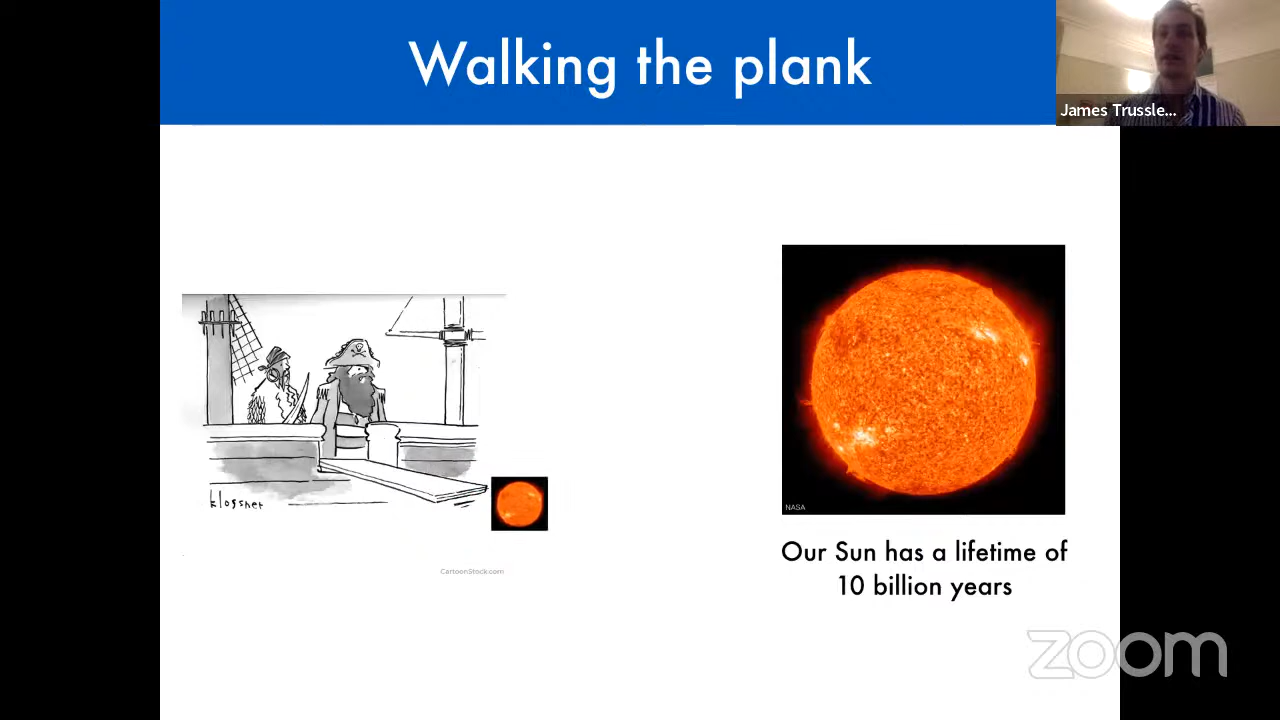 Walking the plank
James Trussle...
klossner
CartoonStock.com
NASA
Our Sun has a lifetime of
10 billion years
zoom